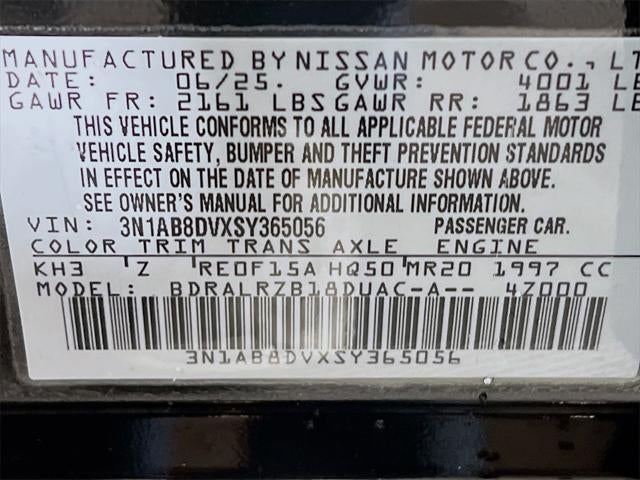 MANUFACTURED BY NISSAN MOTOR CO., LT
DATE: 06/25. GVWR: 4001 LB
GAWR FR: 2161 LBS GAWR RR: 1863 LB
THIS VEHICLE CONFORMS TO ALL APPLICABLE FEDERAL MOTOR
VEHICLE SAFETY, BUMPER AND THEFT PREVENTION STANDARDS
IN EFFECT ON THE DATE OF MANUFACTURE SHOWN ABOVE.
SEE OWNER'S MANUAL FOR ADDITIONAL INFORMATION.
VIN: 3N1AB8DVXSY365056 PASSENGER CAR.
COLOR TRIM TRANS AXLE ENGINE
KH3 Z RE0F15A HQ50 MR20 1997 CC
MODEL: BDRALRZB18DUAC-A-- 4Z000
3N1AB8DVXSY365056